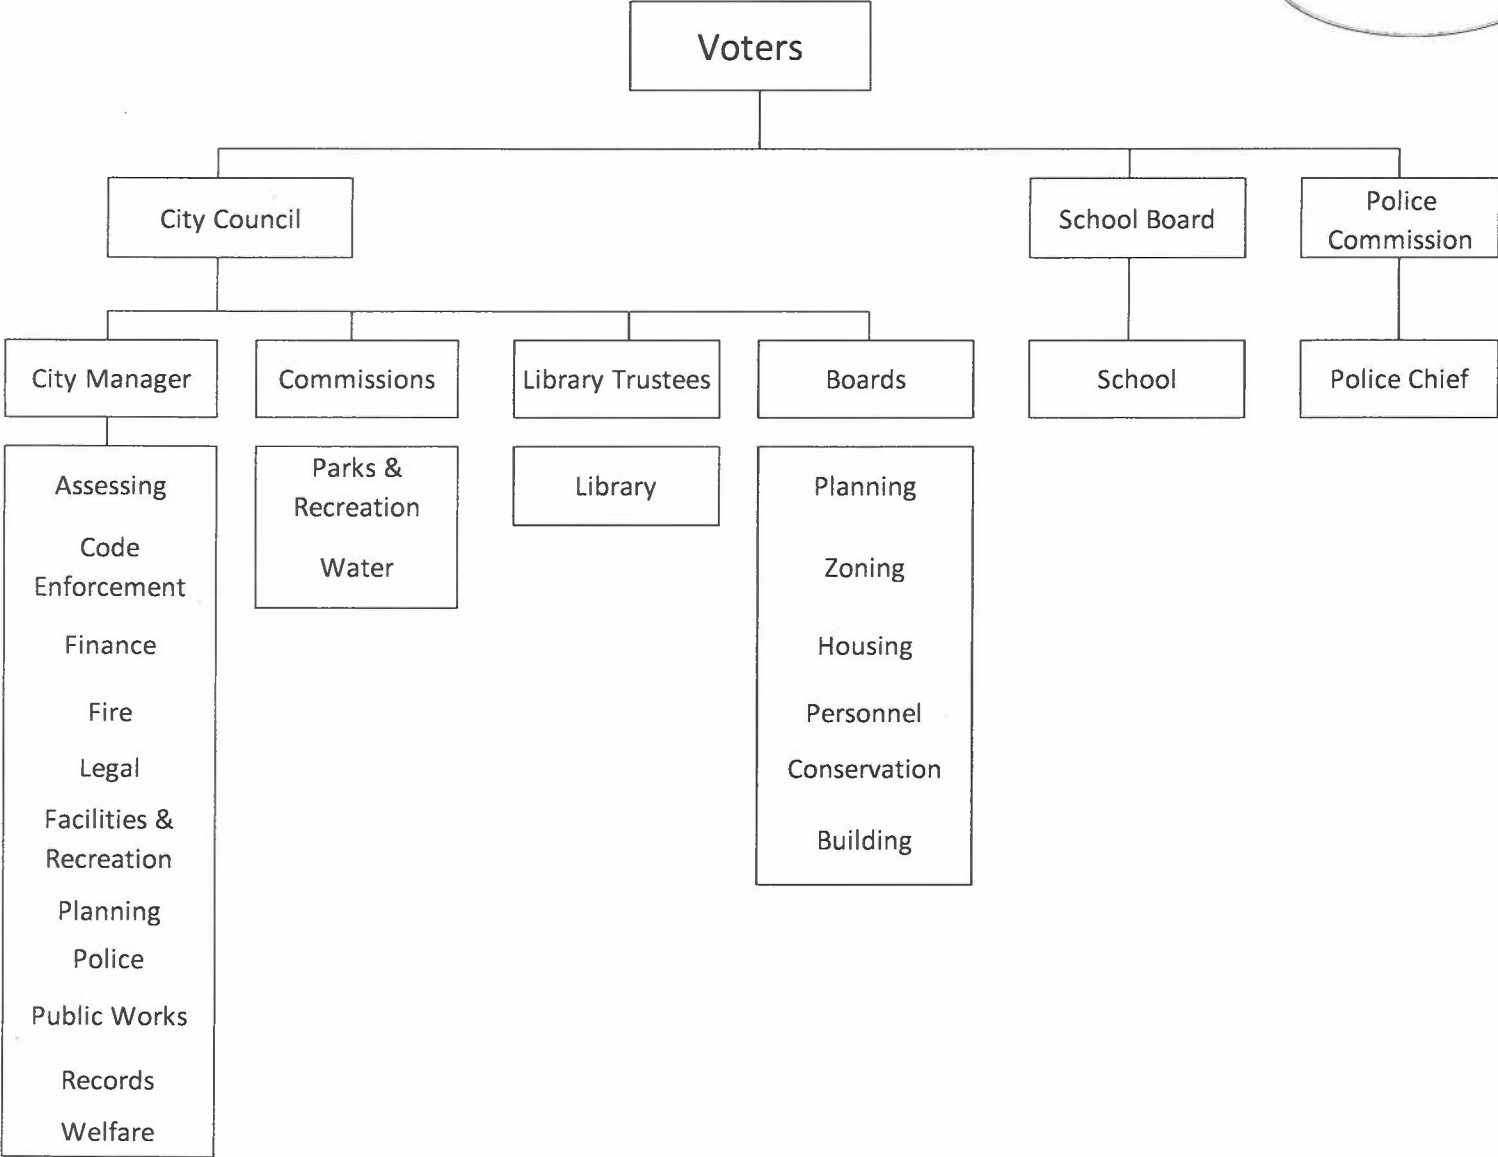 Voters
City Council
School Board
Police
Commission
City Manager
Commissions
Library Trustees
Boards
School
Police Chief
Assessing
Code
Enforcement
Finance
Fire
Legal
Facilities &
Recreation
Planning
Police
Public Works
Records
Welfare
Parks &
Recreation
Water
Library
Planning
Zoning
Housing
Personnel
Conservation
Building